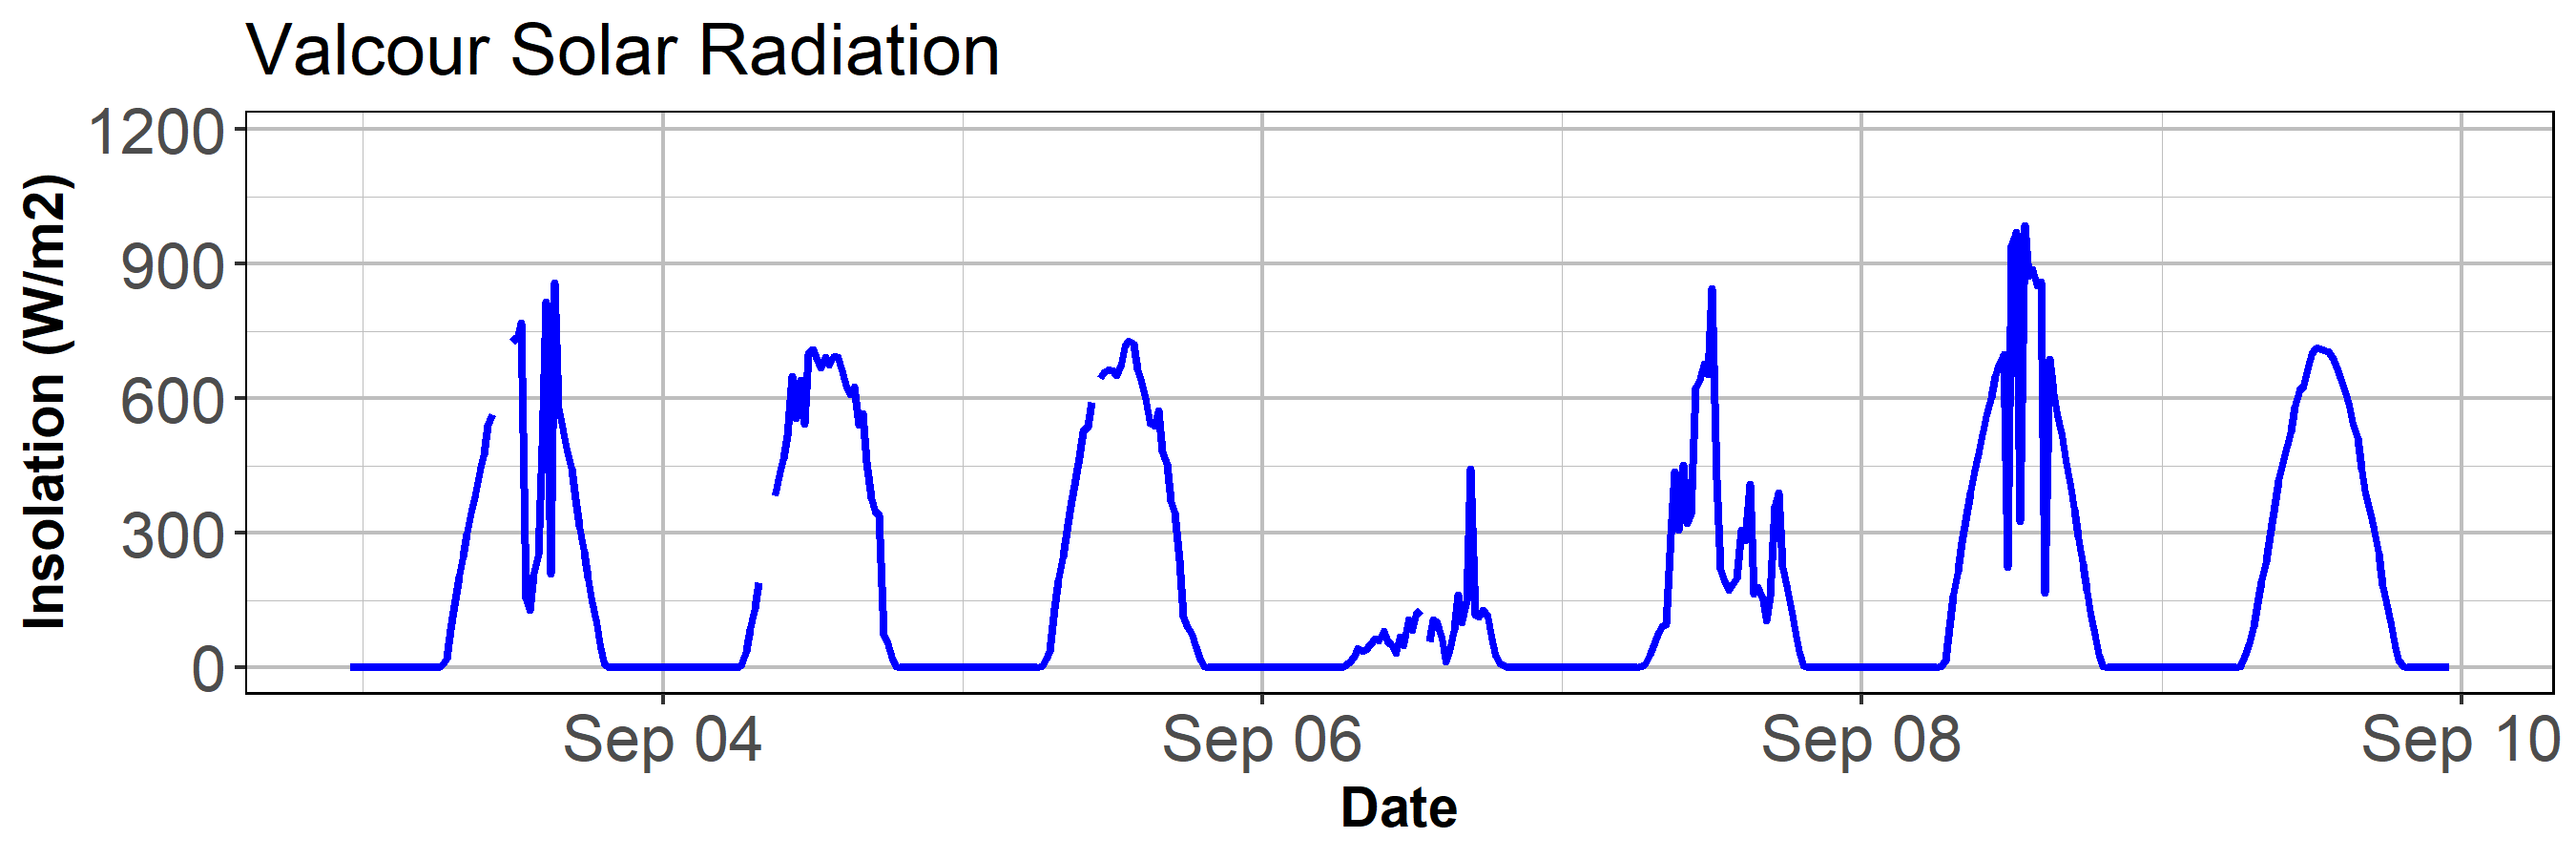 Valcour Solar Radiation
1200
900
600
300
0
Insolation (W/m2)
Sep 04
Sep 06
Sep 08
Sep 10
Date